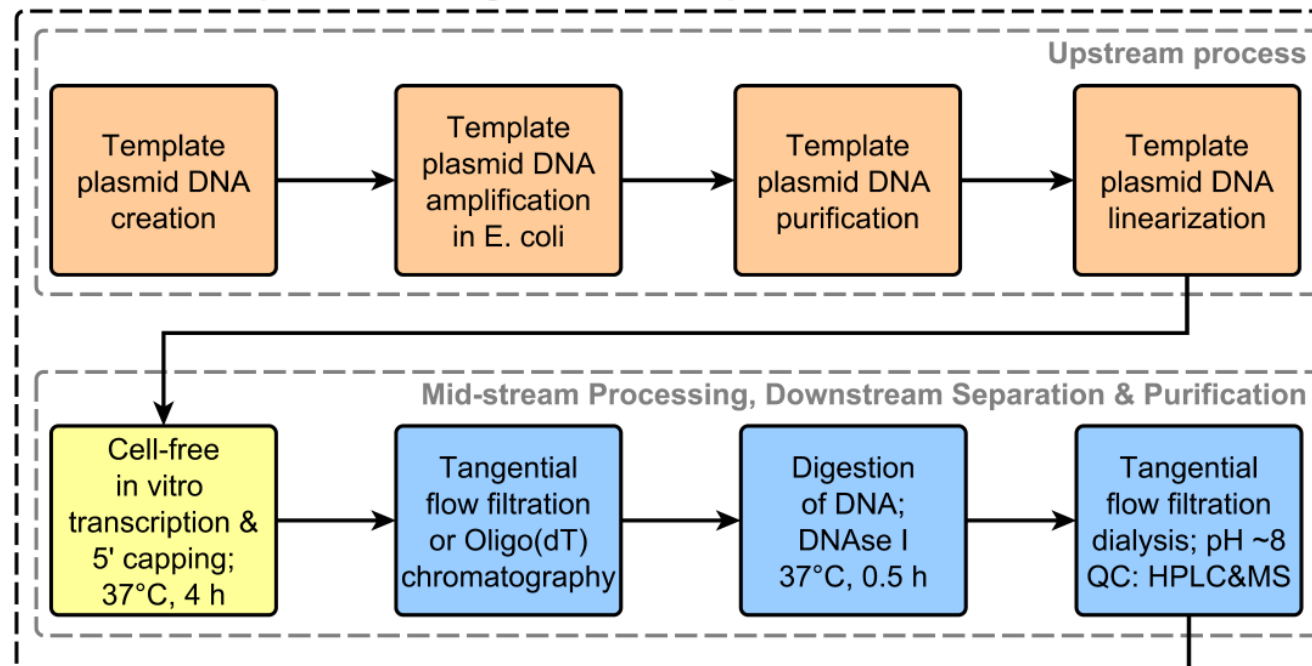 Upstream process
Template
plasmid DNA
creation
Template
plasmid DNA
amplification
in E. coli
Template
plasmid DNA
purification
Template
plasmid DNA
linearization
Mid-stream Processing, Downstream Separation & Purification
Cell-free
in vitro
transcription &
5' capping;
37°C, 4 h
Tangential
flow filtration
or Oligo(dT)
chromatography
Digestion
of DNA;
DNAse I
37°C, 0.5 h
Tangential
flow filtration
dialysis; pH ~8
QC: HPLC&MS